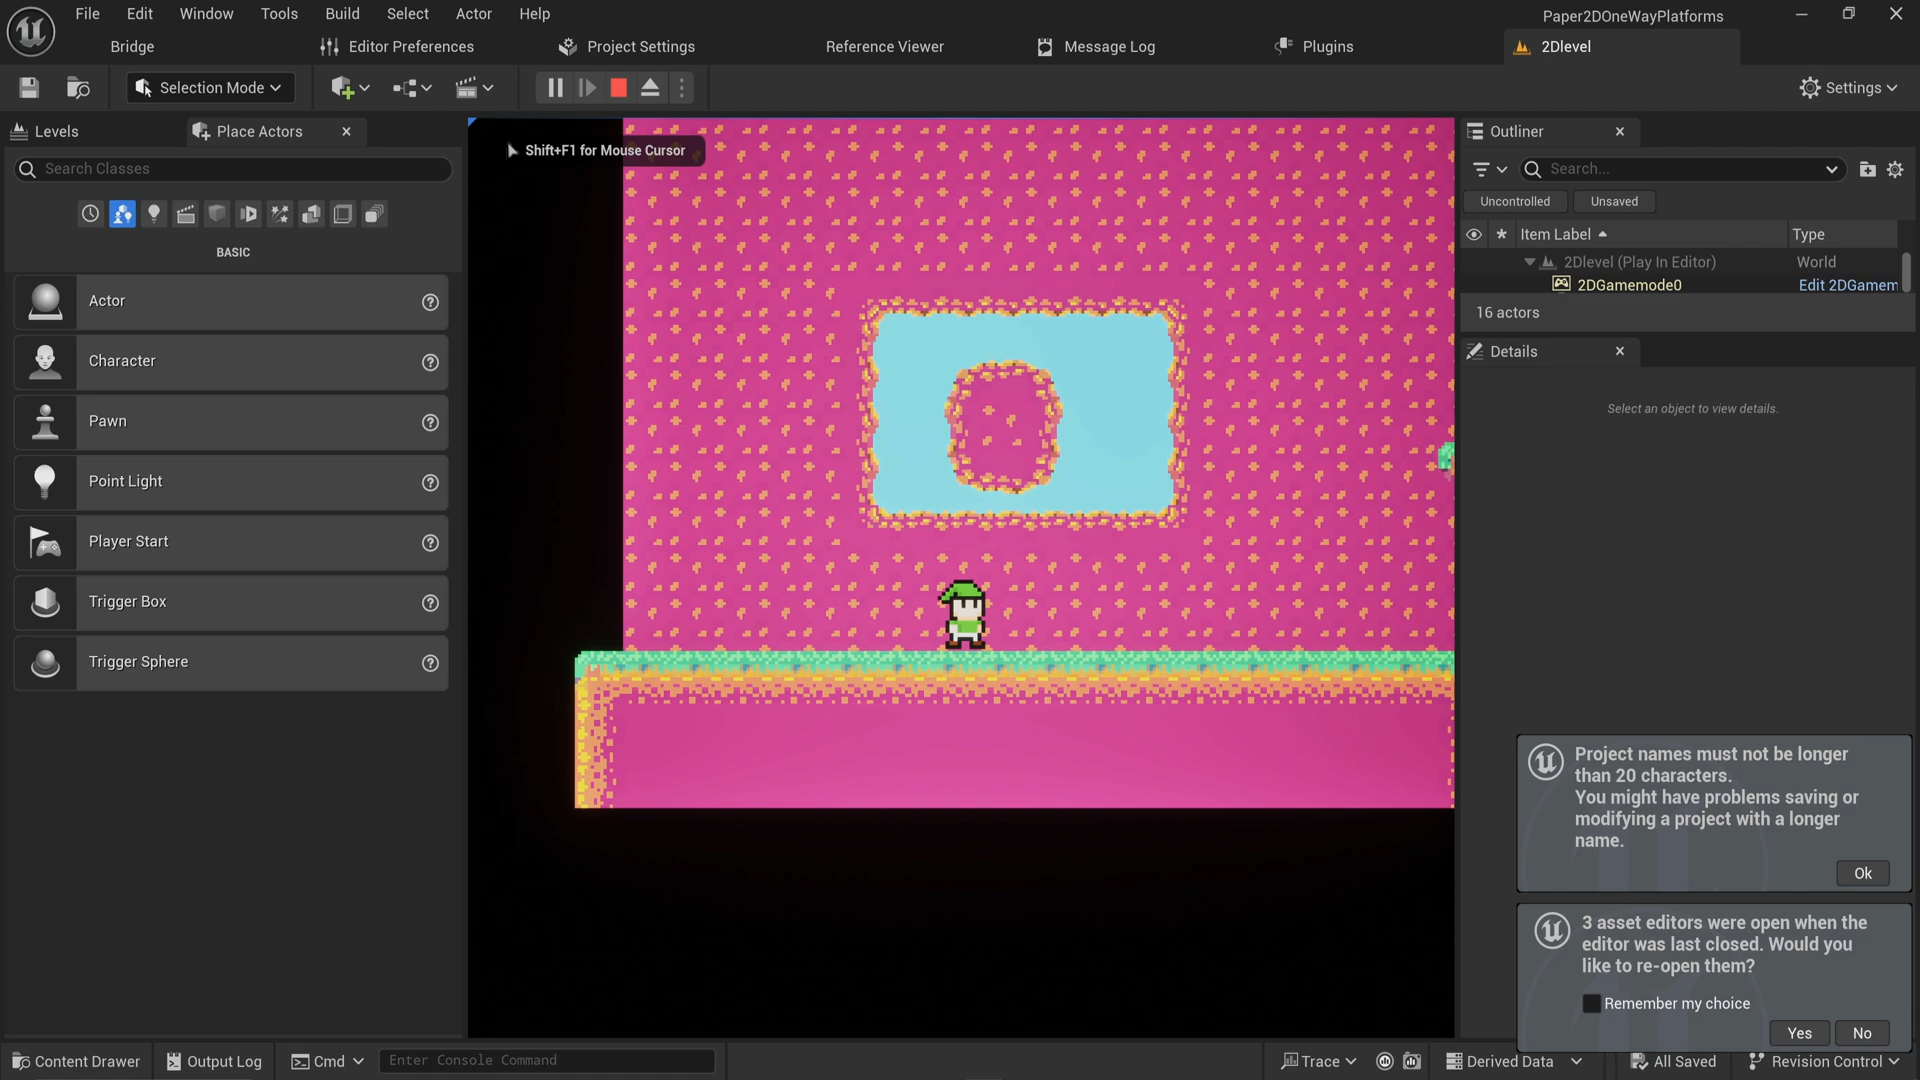 File Edit Window Tools Build Select Actor Help
Paper2DOneWayPlatforms
Bridge Editor Preferences Project Settings Reference Viewer Message Log Plugins 2Dlevel
Selection Mode Settings
Levels Place Actors
Search Classes
BASIC
Actor
Character
Pawn
Point Light
Player Start
Trigger Box
Trigger Sphere
Shift+F1 for Mouse Cursor
Outliner
Search...
Uncontrolled Unsaved
Item Label Type
2Dlevel (Play In Editor) World
2DGamemode0 Edit 2DGamem
16 actors
Details
Select an object to view details.
Project names must not be longer
than 20 characters.
You might have problems saving or
modifying a project with a longer
name.
Ok
3 asset editors were open when the
editor was last closed. Would you
like to re-open them?
Remember my choice
Yes No
Content Drawer Output Log Cmd Enter Console Command Trace Derived Data All Saved Revision Control